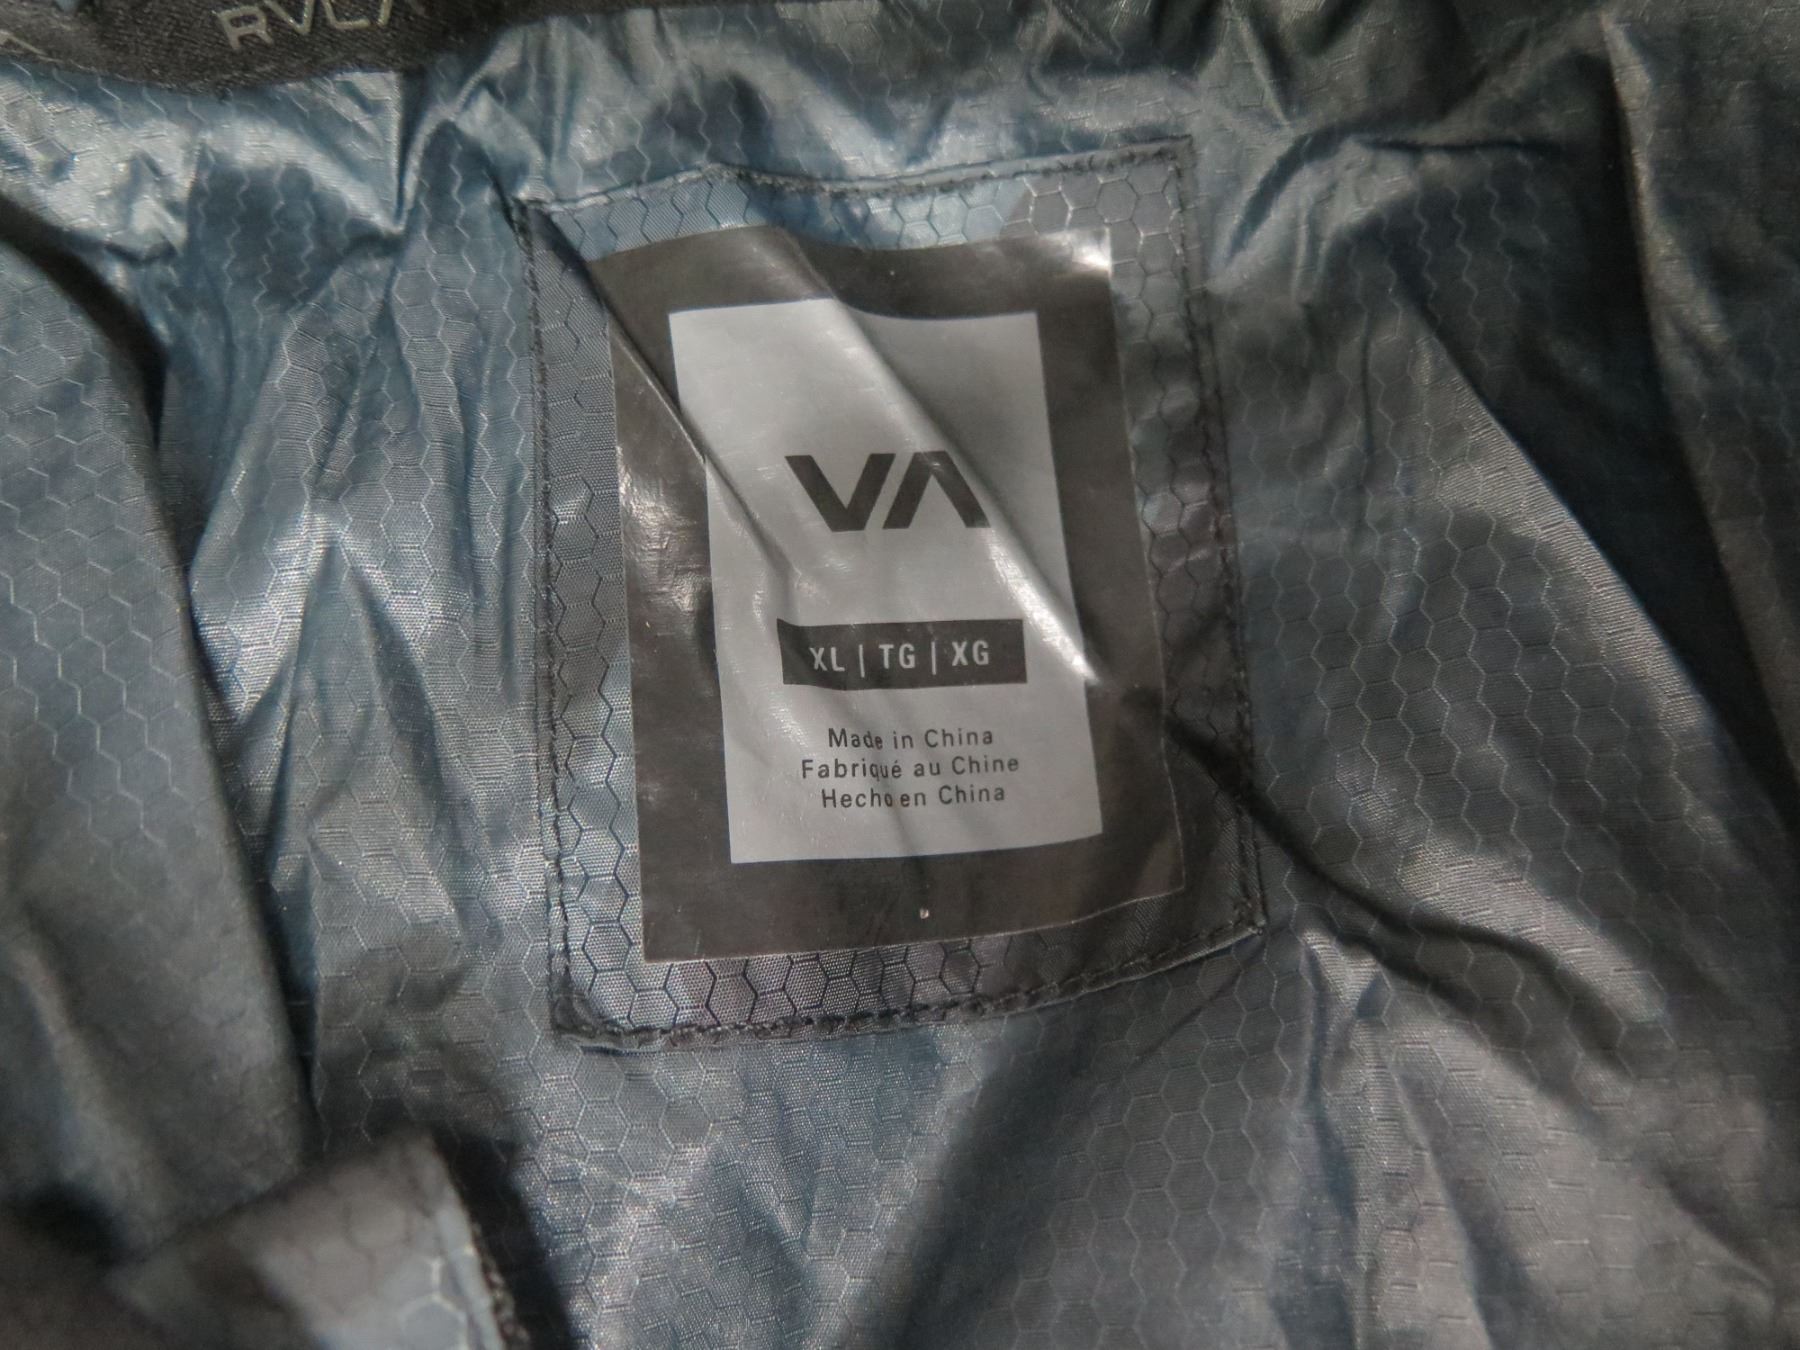 RVCA
VA
XL | TG | XG
Made in China
Fabriqué au Chine
Hecho en China